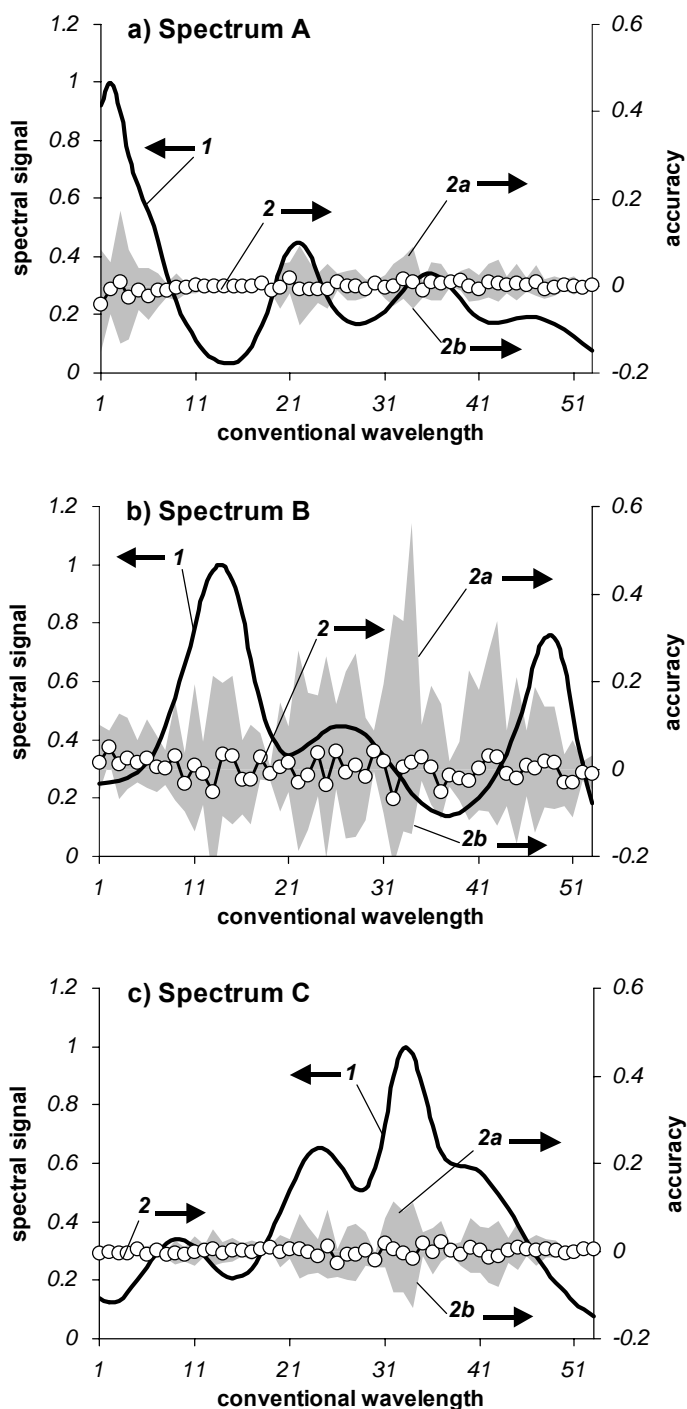 a) Spectrum A
1.2
1
0.8
0.6
0.4
0.2
0
0.6
0.4
0.2
0
-0.2
spectral signal
accuracy
1
2
2a
2b
1 11 21 31 41 51
conventional wavelength
b) Spectrum B
1.2
1
0.8
0.6
0.4
0.2
0
0.6
0.4
0.2
0
-0.2
spectral signal
accuracy
1
2
2a
2b
1 11 21 31 41 51
conventional wavelength
c) Spectrum C
1.2
1
0.8
0.6
0.4
0.2
0
0.6
0.4
0.2
0
-0.2
spectral signal
accuracy
1
2
2a
2b
1 11 21 31 41 51
conventional wavelength